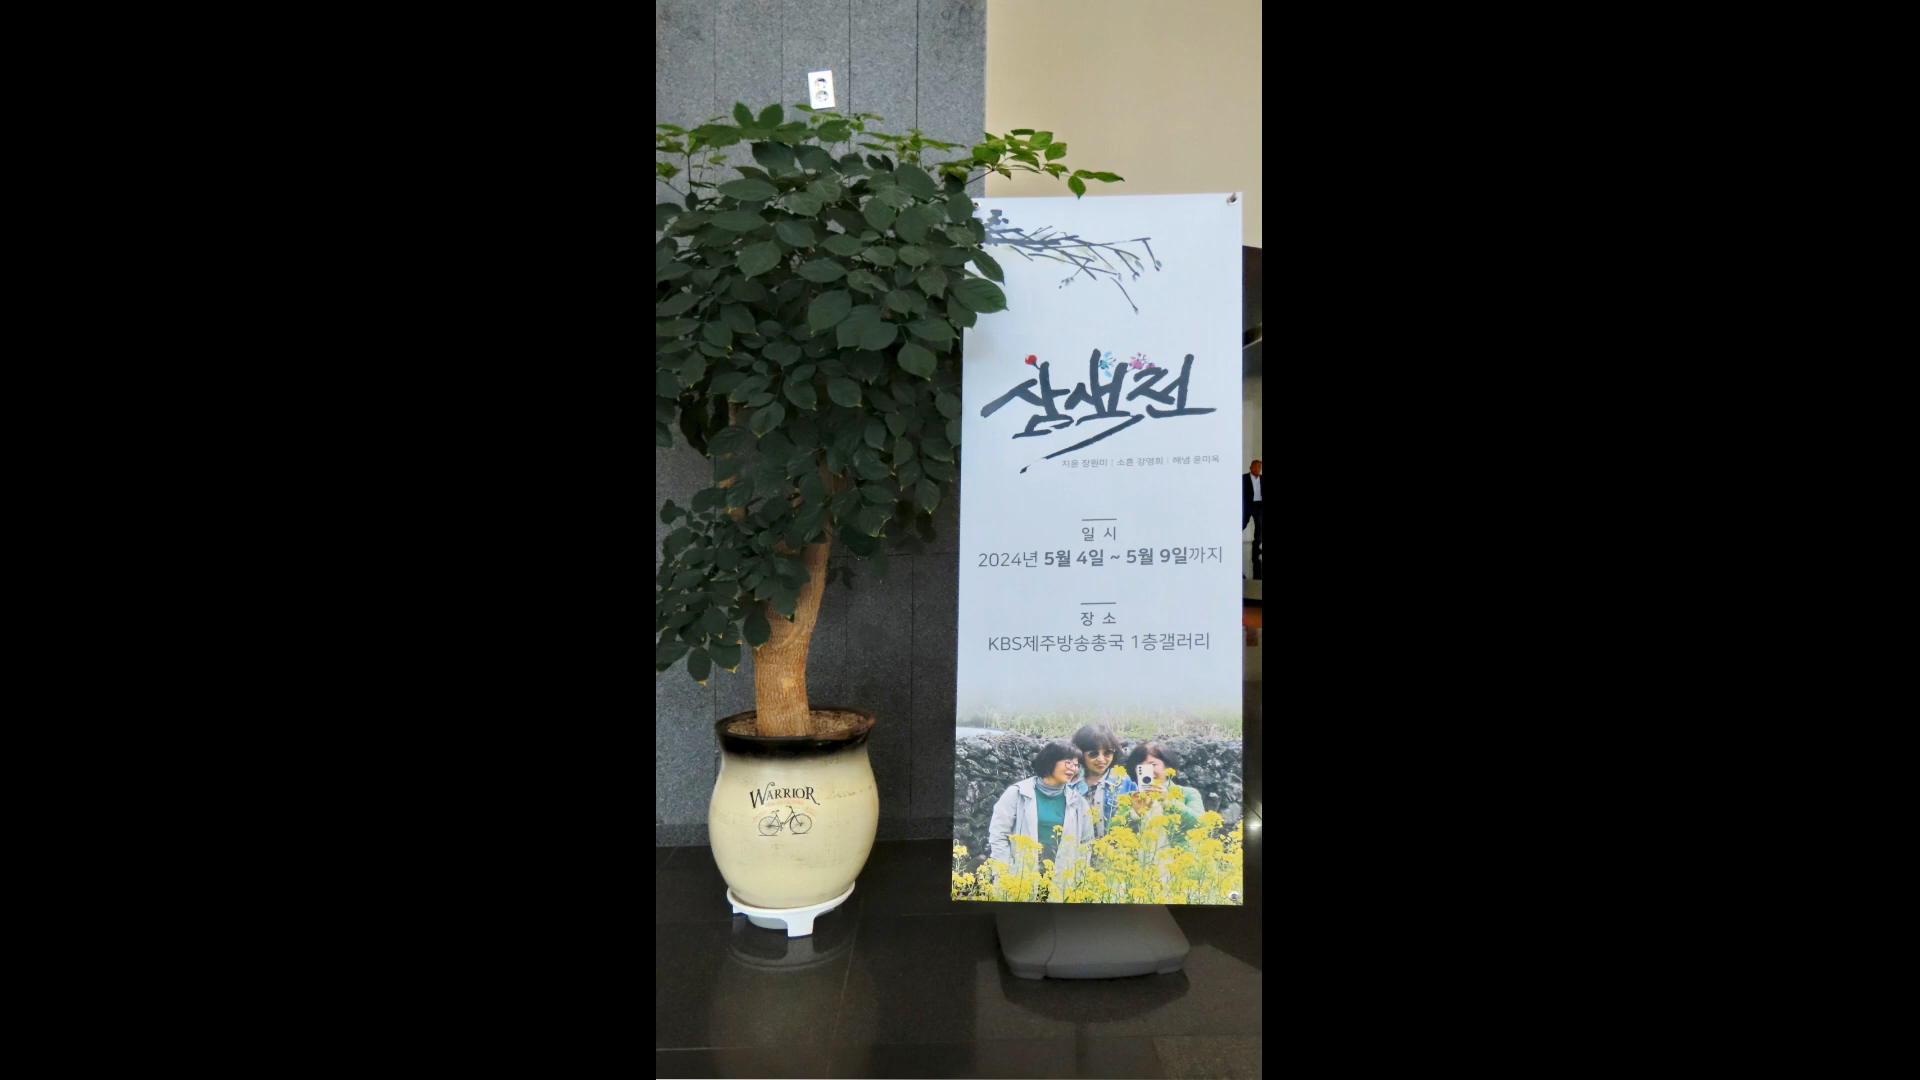 삼색전
지윤 장원미 | 소흔 강명희 | 해념 윤미옥
일 시
2024년 5월 4일 ~ 5월 9일까지
장 소
KBS제주방송총국 1층갤러리
WARRIOR